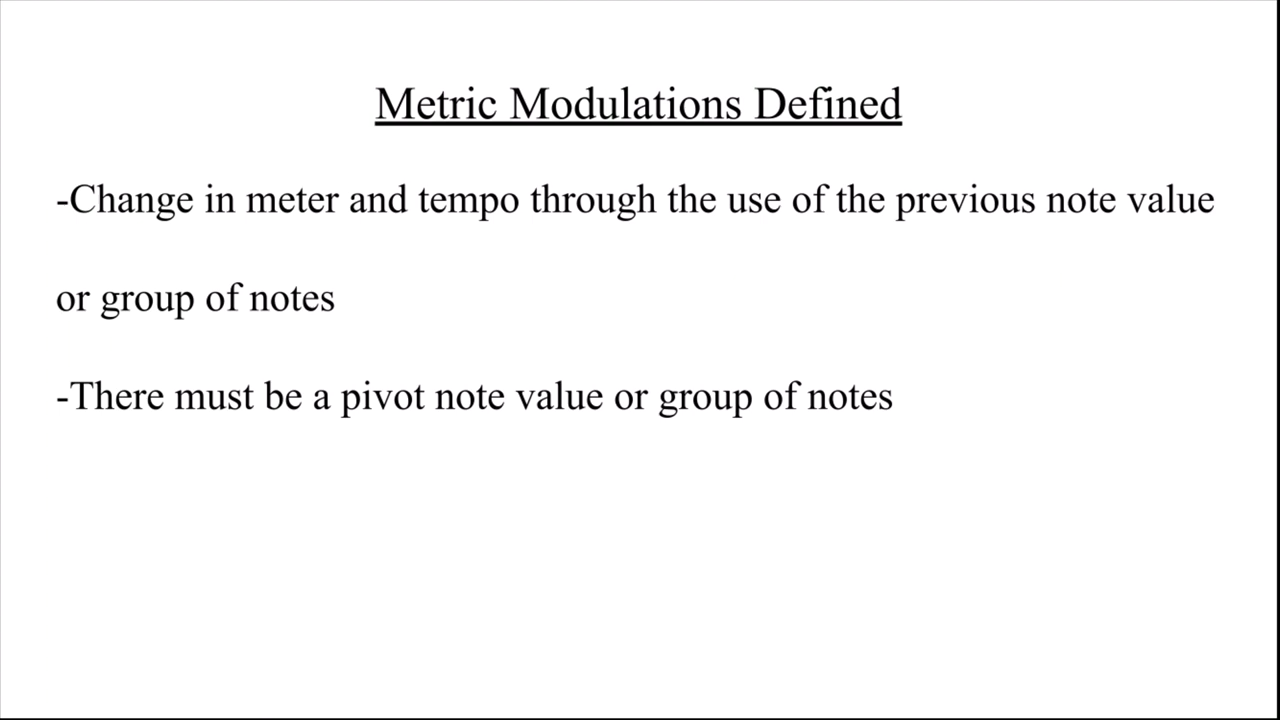 Metric Modulations Defined
-Change in meter and tempo through the use of the previous note value
or group of notes
-There must be a pivot note value or group of notes